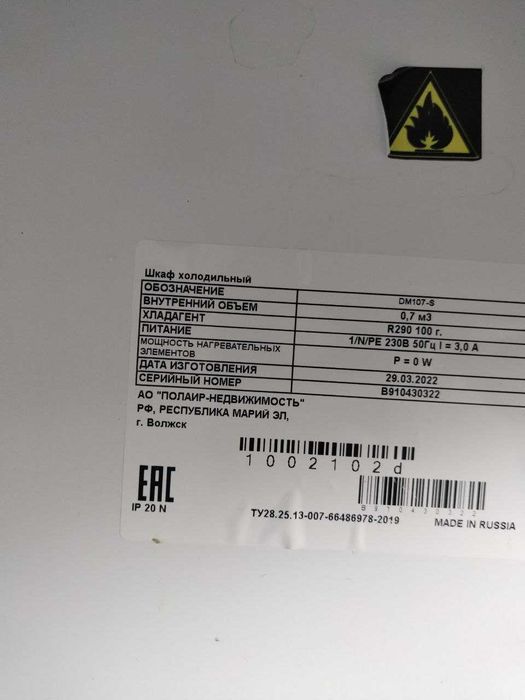 Шкаф холодильный
ОБОЗНАЧЕНИЕ DM107-S
ВНУТРЕННИЙ ОБЪЕМ 0,7 м3
ХЛАДАГЕНТ R290 100 г.
ПИТАНИЕ 1/N/PE 230В 50Гц I = 3,0 А
МОЩНОСТЬ НАГРЕВАТЕЛЬНЫХ ЭЛЕМЕНТОВ P = 0 W
ДАТА ИЗГОТОВЛЕНИЯ 29.03.2022
СЕРИЙНЫЙ НОМЕР B910430322
АО "ПОЛАИР-НЕДВИЖИМОСТЬ"
РФ, РЕСПУБЛИКА МАРИЙ ЭЛ,
г. Волжск
1002102d
B910430322
EAC
IP 20 N
ТУ28.25.13-007-66486978-2019
MADE IN RUSSIA